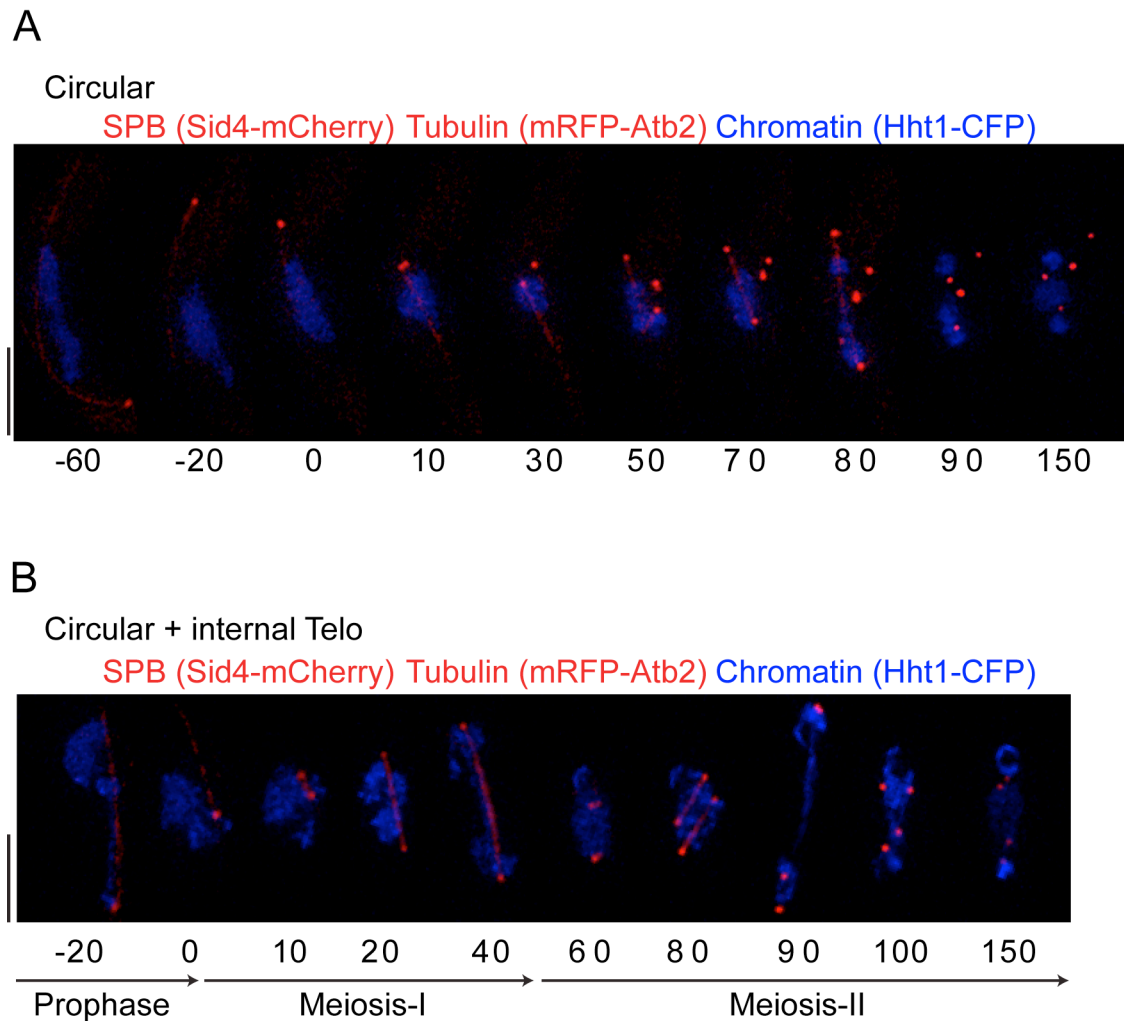 A
Circular
SPB (Sid4-mCherry) Tubulin (mRFP-Atb2) Chromatin (Hht1-CFP)
-60 -20 0 10 30 50 70 80 90 150
B
Circular + internal Telo
SPB (Sid4-mCherry) Tubulin (mRFP-Atb2) Chromatin (Hht1-CFP)
-20 0 10 20 40 60 80 90 100 150
Prophase Meiosis-I Meiosis-II